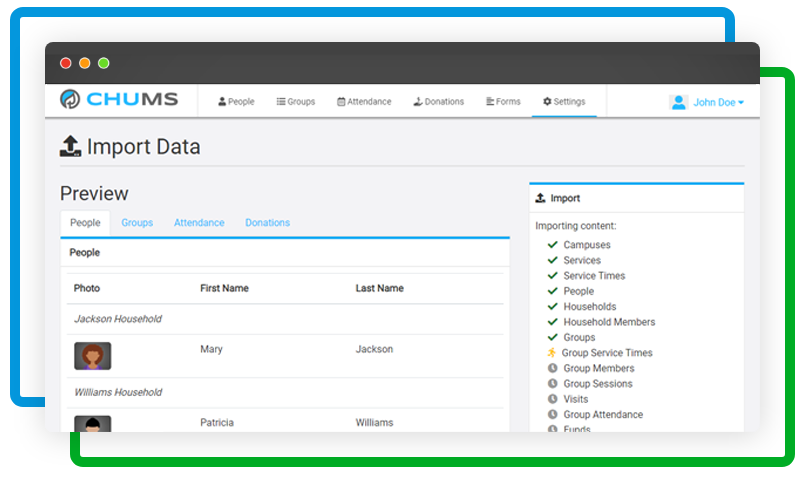 CHUMS
People Groups Attendance Donations Forms Settings John Doe
Import Data
Preview
People Groups Attendance Donations
People
Photo First Name Last Name
Jackson Household
Mary Jackson
Williams Household
Patricia Williams
Import
Importing content:
Campuses
Services
Service Times
People
Households
Household Members
Groups
Group Service Times
Group Members
Group Sessions
Visits
Group Attendance
Funds